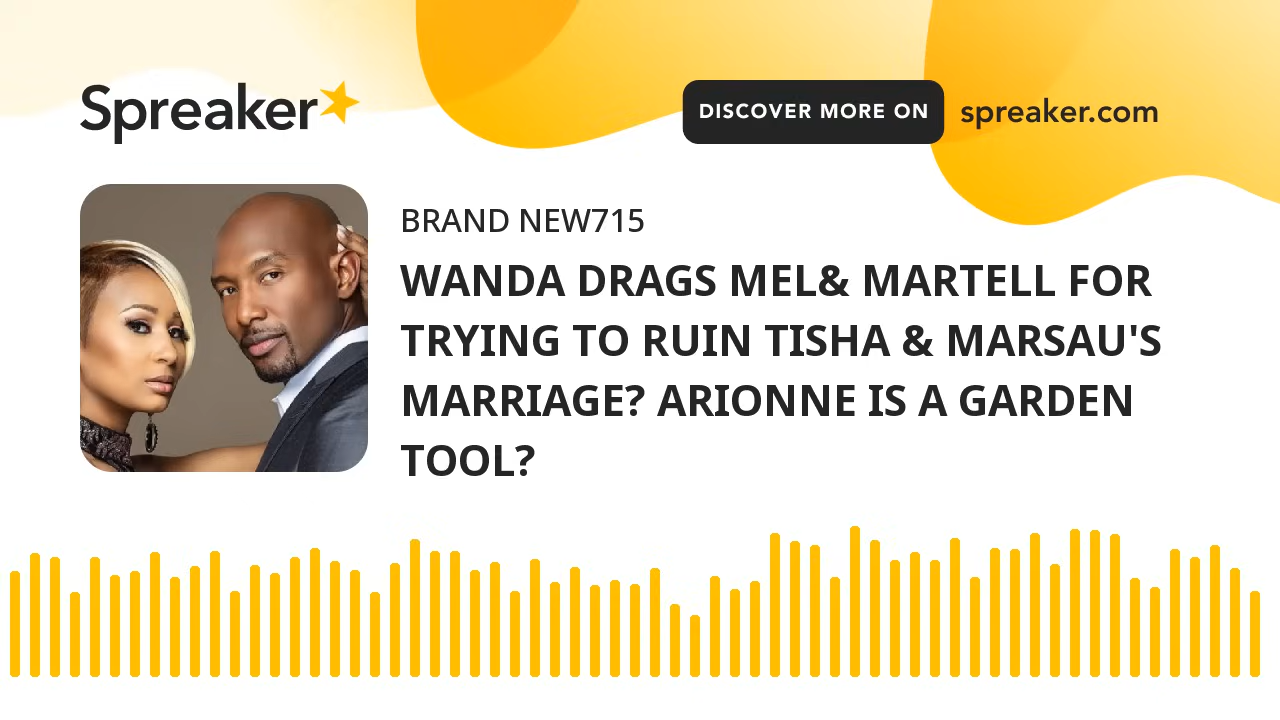 Spreaker
DISCOVER MORE ON
spreaker.com
BRAND NEW715
WANDA DRAGS MEL& MARTELL FOR
TRYING TO RUIN TISHA & MARSAU'S
MARRIAGE? ARIONNE IS A GARDEN
TOOL?